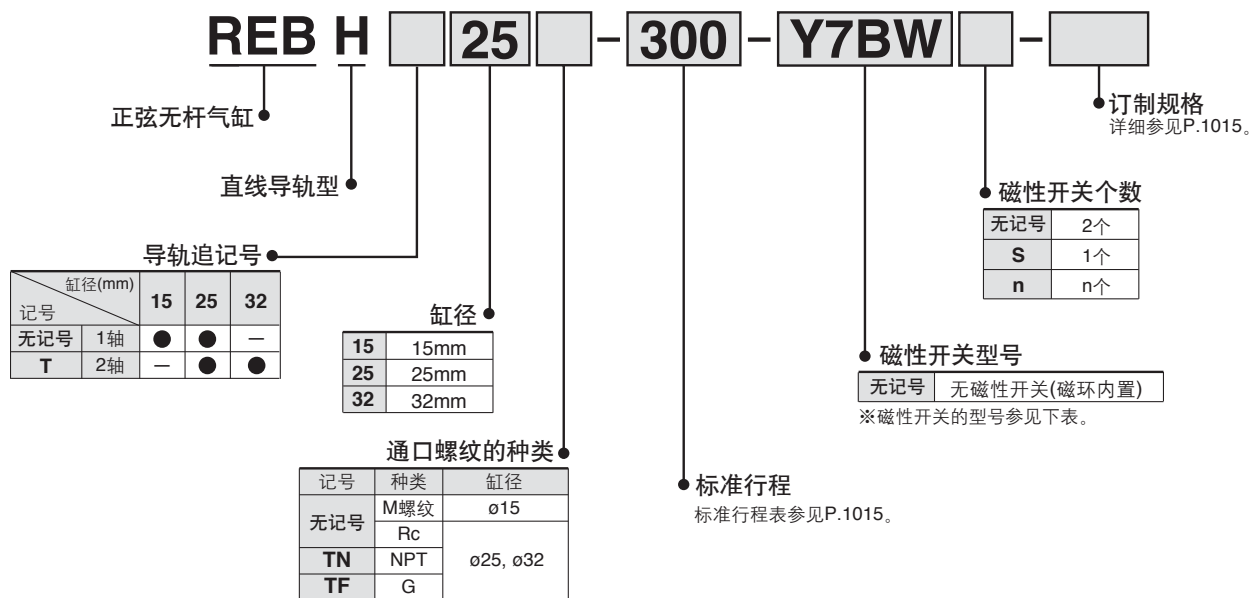 REB H 25 – 300 – Y7BW –
正弦无杆气缸
直线导轨型
订制规格
详细参见P.1015。
磁性开关个数
无记号 2个
S 1个
n n个
导轨追记号
缸径(mm) 15 25 32
记号
无记号 1轴 ● ● –
T 2轴 – ● ●
缸径
15 15mm
25 25mm
32 32mm
磁性开关型号
无记号 无磁性开关(磁环内置)
※磁性开关的型号参见下表。
通口螺纹的种类
记号 种类 缸径
无记号 M螺纹 ø15
Rc
TN NPT ø25, ø32
TF G
标准行程
标准行程表参见P.1015。